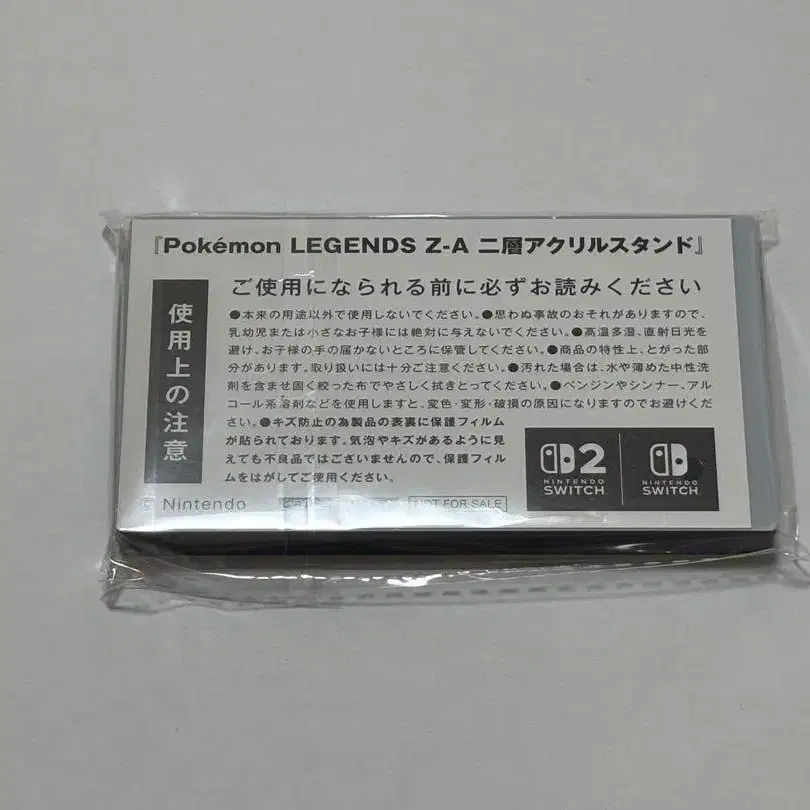 『Pokémon LEGENDS Z-A 二層アクリルスタンド』
ご使用になられる前に必ずお読みください
使用上の注意
●本来の用途以外で使用しないでください。●思わぬ事故のおそれがありますので、
乳幼児または小さなお子様には絶対に与えないでください。●高温多湿、直射日光を
避け、お子様の手の届かないところに保管してください。●商品の特性上、とがった部
分があります。取り扱いには十分ご注意ください。●汚れた場合は、水や薄めた中性洗
剤を含ませ固く絞った布でやさしく拭きとってください。●ベンジンやシンナー、アル
コール系溶剤などを使用しますと、変色・変形・破損の原因になりますのでお避けくだ
さい。●キズ防止の為製品の表裏に保護フィルム
が貼られております。気泡やキズがあるように見
えても不良品ではございませんので、保護フィル
ムをはがしてご使用ください。
© Nintendo
NOT FOR SALE
2
NINTENDO
SWITCH
NINTENDO
SWITCH